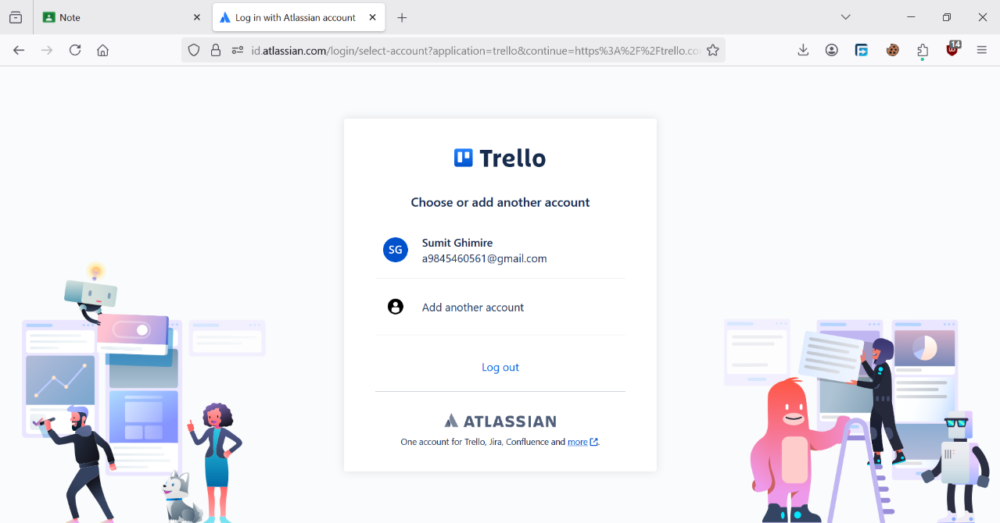 Note
Log in with Atlassian account
id.atlassian.com/login/select-account?application=trello&continue=https%3A%2F%2Ftrello.co
14
Trello
Choose or add another account
SG
Sumit Ghimire
a9845460561@gmail.com
Add another account
Log out
ATLASSIAN
One account for Trello, Jira, Confluence and more.